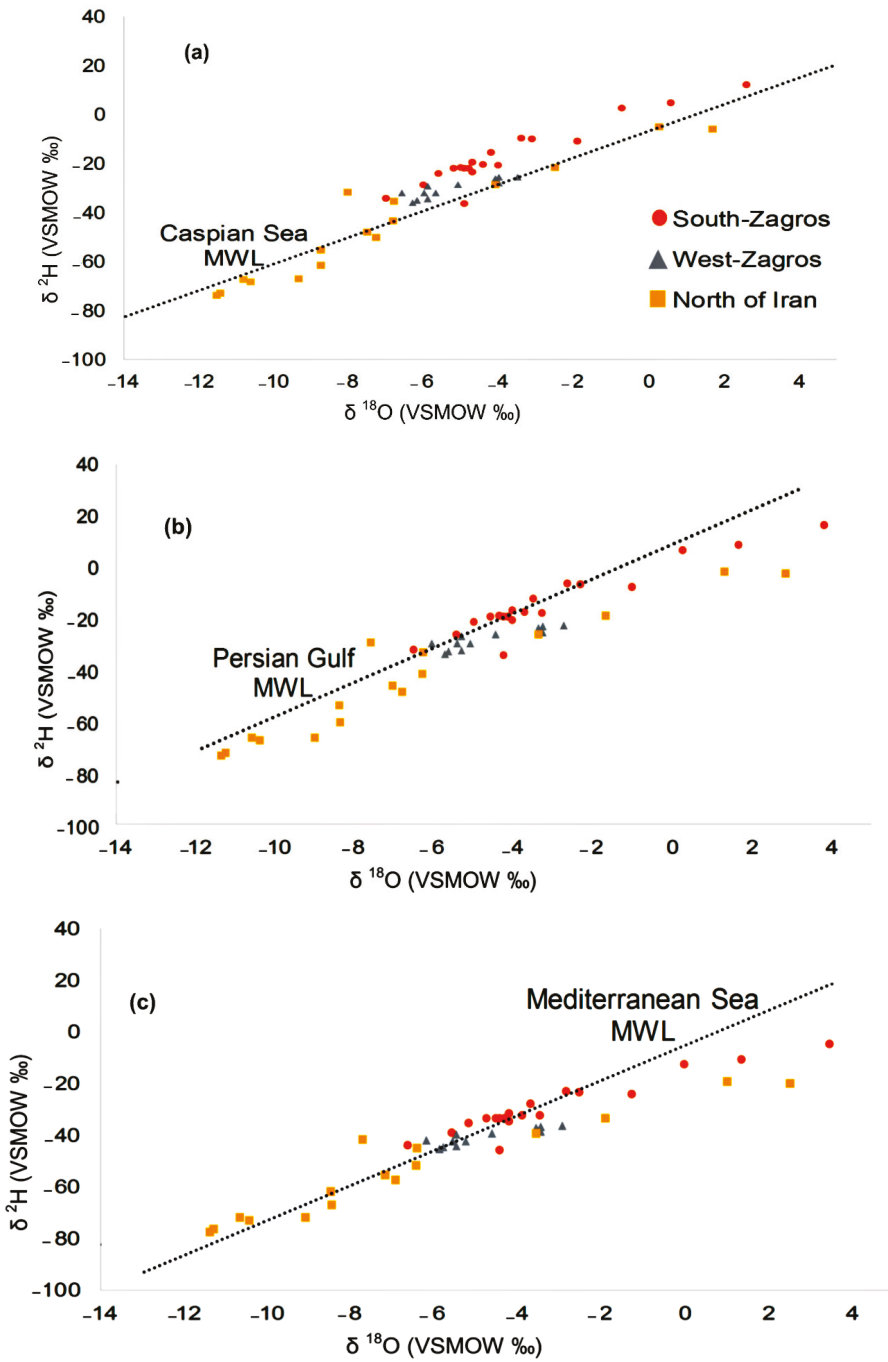 (a)
40
20
0
−20
−40
−60
−80
−100
δ ²H (VSMOW ‰)
Caspian Sea
MWL
South-Zagros
West-Zagros
North of Iran
−14 −12 −10 −8 −6 −4 −2 0 2 4
δ ¹⁸O (VSMOW ‰)
(b)
40
20
0
−20
−40
−60
−80
−100
δ ²H (VSMOW ‰)
Persian Gulf
MWL
−14 −12 −10 −8 −6 −4 −2 0 2 4
δ ¹⁸O (VSMOW ‰)
(c)
40
20
0
−20
−40
−60
−80
−100
δ ²H (VSMOW ‰)
Mediterranean Sea
MWL
−14 −12 −10 −8 −6 −4 −2 0 2 4
δ ¹⁸O (VSMOW ‰)